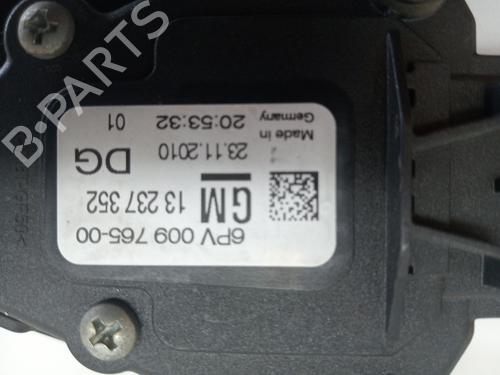 6PV 009 765-00
GM 13 237 352
DG
23.11.2010 Made in
20:53:32 Germany
01
B-PARTS